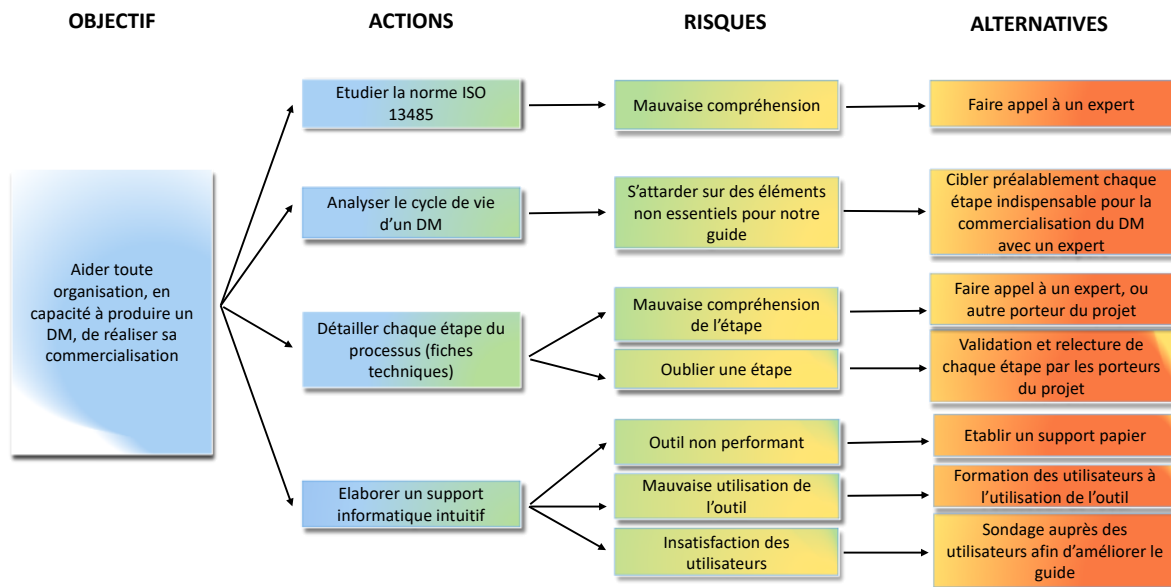 OBJECTIF
ACTIONS
RISQUES
ALTERNATIVES
Aider toute
organisation, en
capacité à produire un
DM, de réaliser sa
commercialisation
Etudier la norme ISO
13485
Mauvaise compréhension
Faire appel à un expert
Analyser le cycle de vie
d'un DM
S'attarder sur des éléments
non essentiels pour notre
guide
Cibler préalablement chaque
étape indispensable pour la
commercialisation du DM
avec un expert
Détailler chaque étape du
processus (fiches
techniques)
Mauvaise compréhension
de l'étape
Faire appel à un expert, ou
autre porteur du projet
Oublier une étape
Validation et relecture de
chaque étape par les porteurs
du projet
Elaborer un support
informatique intuitif
Outil non performant
Etablir un support papier
Mauvaise utilisation de
l'outil
Formation des utilisateurs à
l'utilisation de l'outil
Insatisfaction des
utilisateurs
Sondage auprès des
utilisateurs afin d'améliorer le
guide